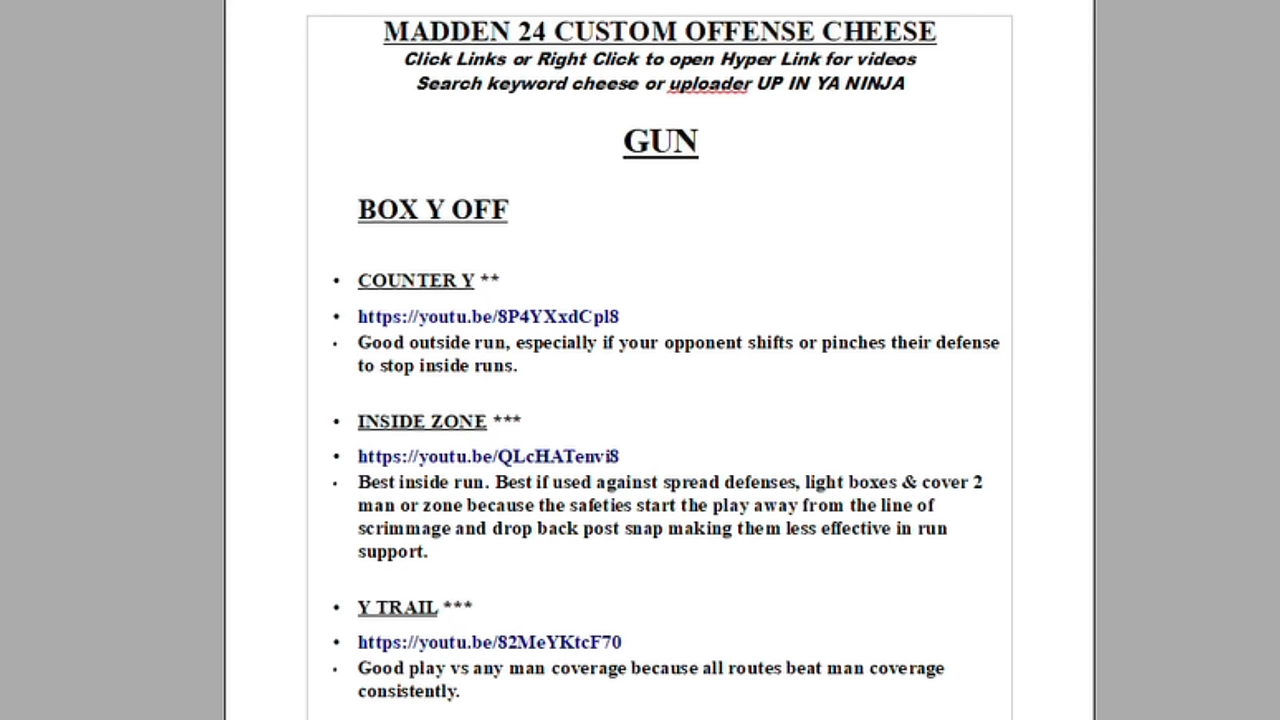 MADDEN 24 CUSTOM OFFENSE CHEESE
Click Links or Right Click to open Hyper Link for videos
Search keyword cheese or uploader UP IN YA NINJA
GUN
BOX Y OFF
• COUNTER Y **
• https://youtu.be/8P4YXxdCpl8
• Good outside run, especially if your opponent shifts or pinches their defense
to stop inside runs.
• INSIDE ZONE ***
• https://youtu.be/QLcHATenvi8
• Best inside run. Best if used against spread defenses, light boxes & cover 2
man or zone because the safeties start the play away from the line of
scrimmage and drop back post snap making them less effective in run
support.
• Y TRAIL ***
• https://youtu.be/82MeYKtcF70
• Good play vs any man coverage because all routes beat man coverage
consistently.